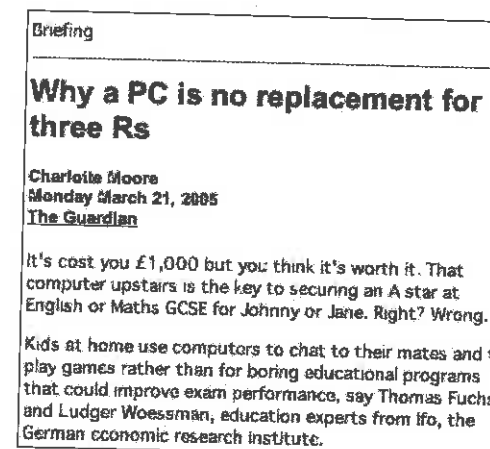 Briefing
Why a PC is no replacement for
three Rs
Charlotte Moore
Monday March 21, 2005
The Guardian
It's cost you £1,000 but you think it's worth it. That
computer upstairs is the key to securing an A star at
English or Maths GCSE for Johnny or Jane. Right? Wrong.
Kids at home use computers to chat to their mates and
play games rather than for boring educational programs
that could improve exam performance, say Thomas Fuchs
and Ludger Woessman, education experts from Ifo, the
German economic research institute.